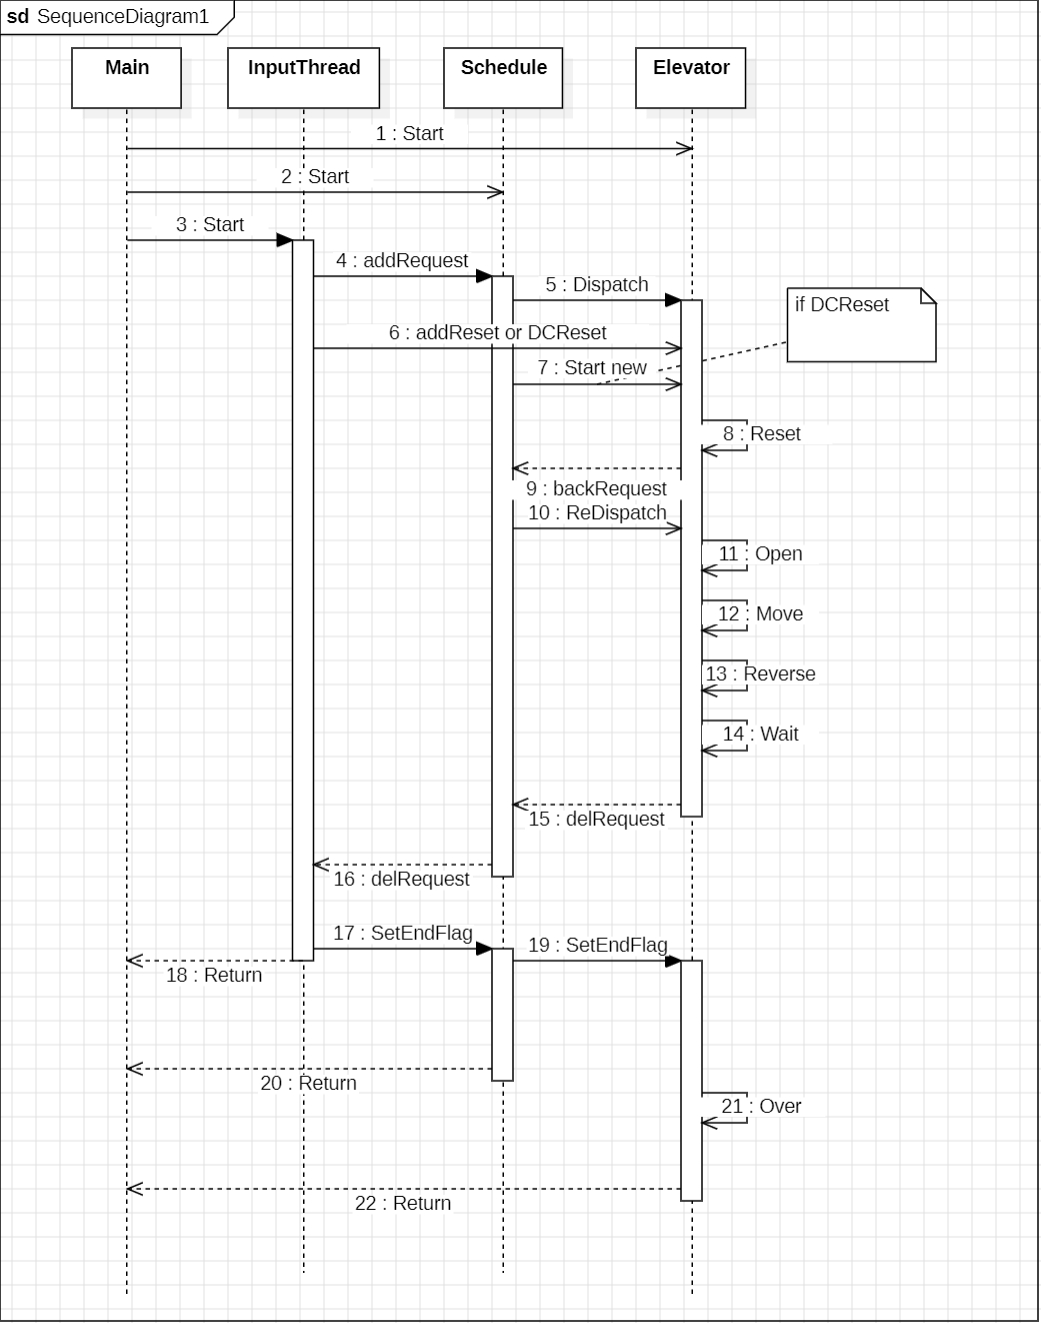 sd SequenceDiagram1
Main
InputThread
Schedule
Elevator
1 : Start
2 : Start
3 : Start
4 : addRequest
5 : Dispatch
if DCReset
6 : addReset or DCReset
7 : Start new
8 : Reset
9 : backRequest
10 : ReDispatch
11 : Open
12 : Move
13 : Reverse
14 : Wait
15 : delRequest
16 : delRequest
17 : SetEndFlag
19 : SetEndFlag
18 : Return
20 : Return
21 : Over
22 : Return